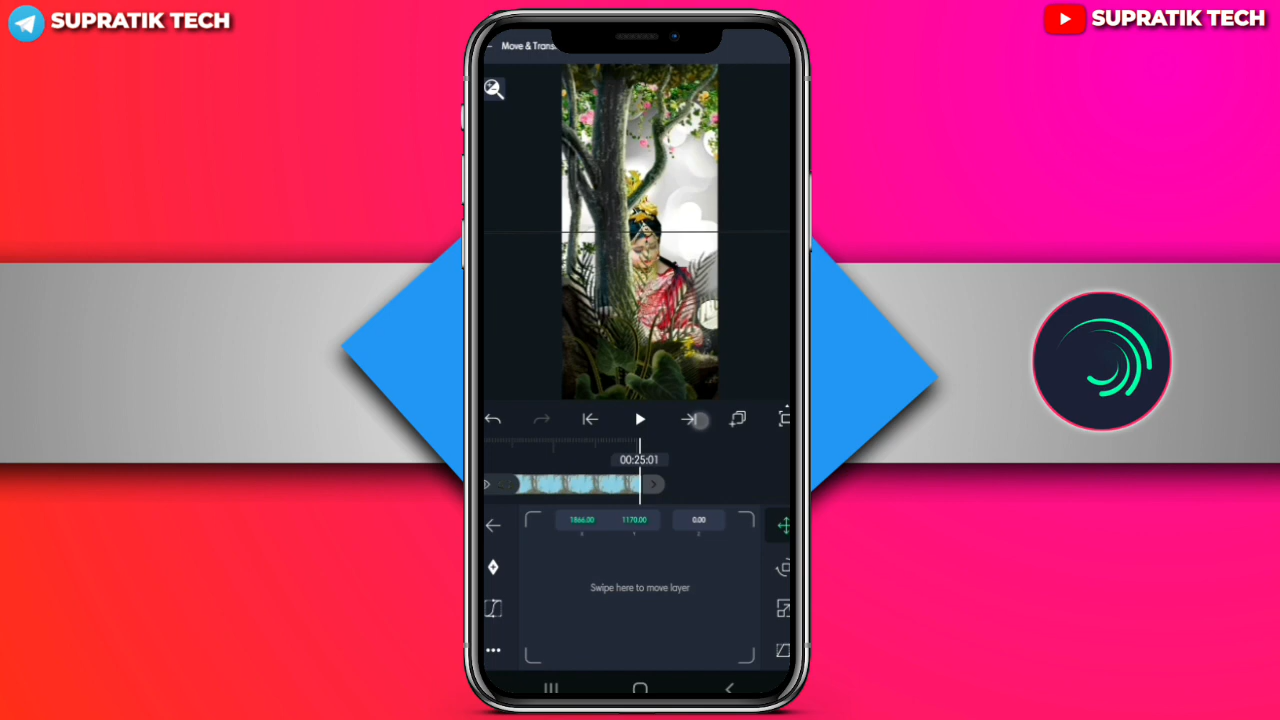 SUPRATIK TECH
SUPRATIK TECH
Move & Trans
00:25:01
1866.00 1170.00 0.00
X Y Z
Swipe here to move layer